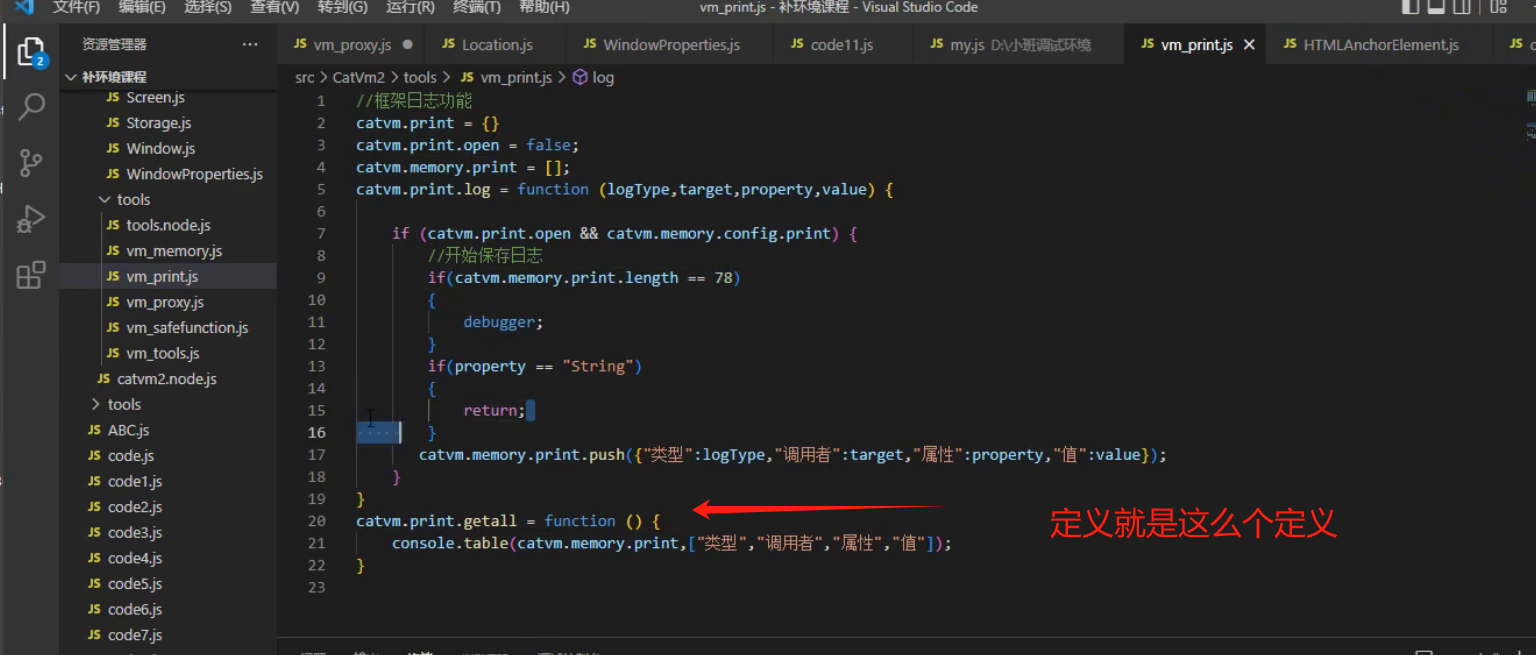 文件(F) 编辑(E) 选择(S) 查看(V) 转到(G) 运行(R) 终端(T) 帮助(H) vm_print.js - 补环境课程 - Visual Studio Code
资源管理器 ···
JS vm_proxy.js ● JS Location.js JS WindowProperties.js JS code11.js JS my.js D:\小班调试环境 JS vm_print.js × JS HTMLAnchorElement.js JS
补环境课程
src > CatVm2 > tools > JS vm_print.js > log
2
JS Screen.js
JS Storage.js
JS Window.js
JS WindowProperties.js
tools
JS tools.node.js
JS vm_memory.js
JS vm_print.js
JS vm_proxy.js
JS vm_safefunction.js
JS vm_tools.js
JS catvm2.node.js
> tools
JS ABC.js
JS code.js
JS code1.js
JS code2.js
JS code3.js
JS code4.js
JS code5.js
JS code6.js
JS code7.js
1 //框架日志功能
2 catvm.print = {}
3 catvm.print.open = false;
4 catvm.memory.print = [];
5 catvm.print.log = function (logType,target,property,value) {
6
7 if (catvm.print.open && catvm.memory.config.print) {
8 //开始保存日志
9 if(catvm.memory.print.length == 78)
10 {
11 debugger;
12 }
13 if(property == "String")
14 {
15 return;
16 }
17 catvm.memory.print.push({"类型":logType,"调用者":target,"属性":property,"值":value});
18 }
19 }
20 catvm.print.getall = function () {
21 console.table(catvm.memory.print,["类型","调用者","属性","值"]);
22 }
23
定义就是这么个定义